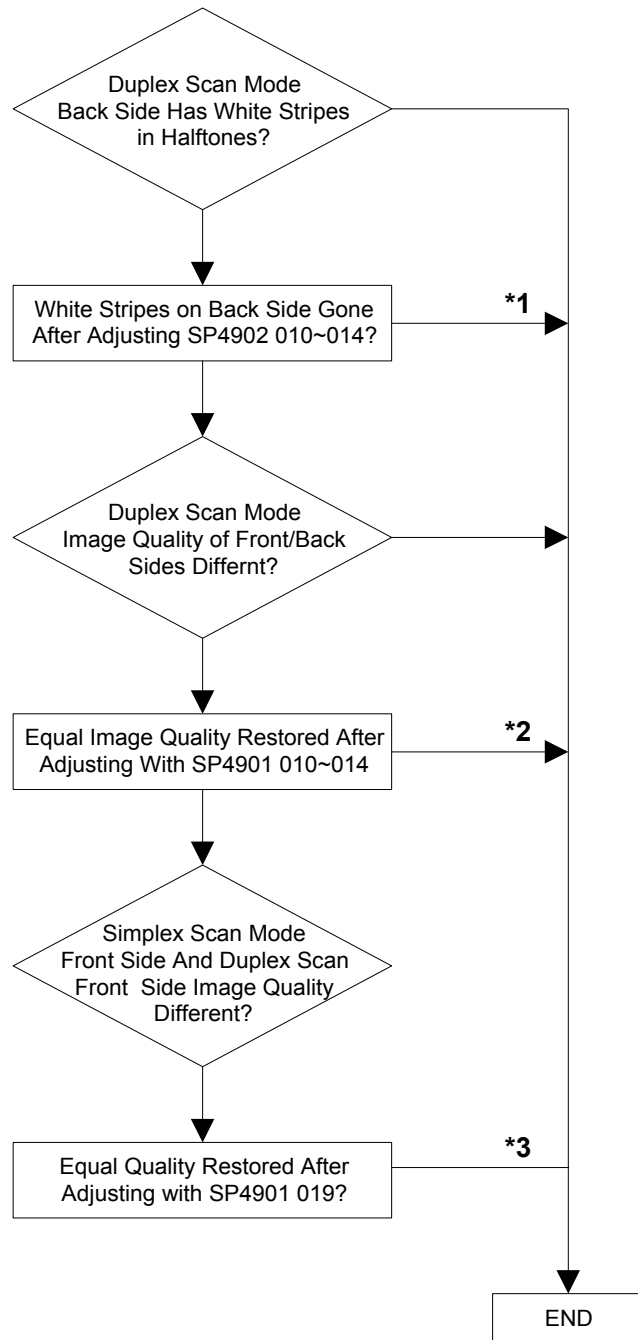 Duplex Scan Mode
Back Side Has White Stripes
in Halftones?
White Stripes on Back Side Gone
After Adjusting SP4902 010~014?
*1
Duplex Scan Mode
Image Quality of Front/Back
Sides Differnt?
Equal Image Quality Restored After
Adjusting With SP4901 010~014
*2
Simplex Scan Mode
Front Side And Duplex Scan
Front Side Image Quality
Different?
Equal Quality Restored After
Adjusting with SP4901 019?
*3
END